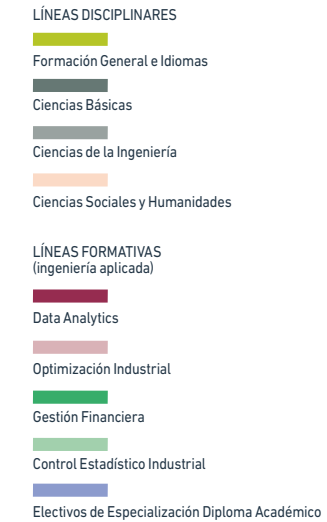 LÍNEAS DISCIPLINARES
Formación General e Idiomas
Ciencias Básicas
Ciencias de la Ingeniería
Ciencias Sociales y Humanidades
LÍNEAS FORMATIVAS
(ingeniería aplicada)
Data Analytics
Optimización Industrial
Gestión Financiera
Control Estadístico Industrial
Electivos de Especialización Diploma Académico